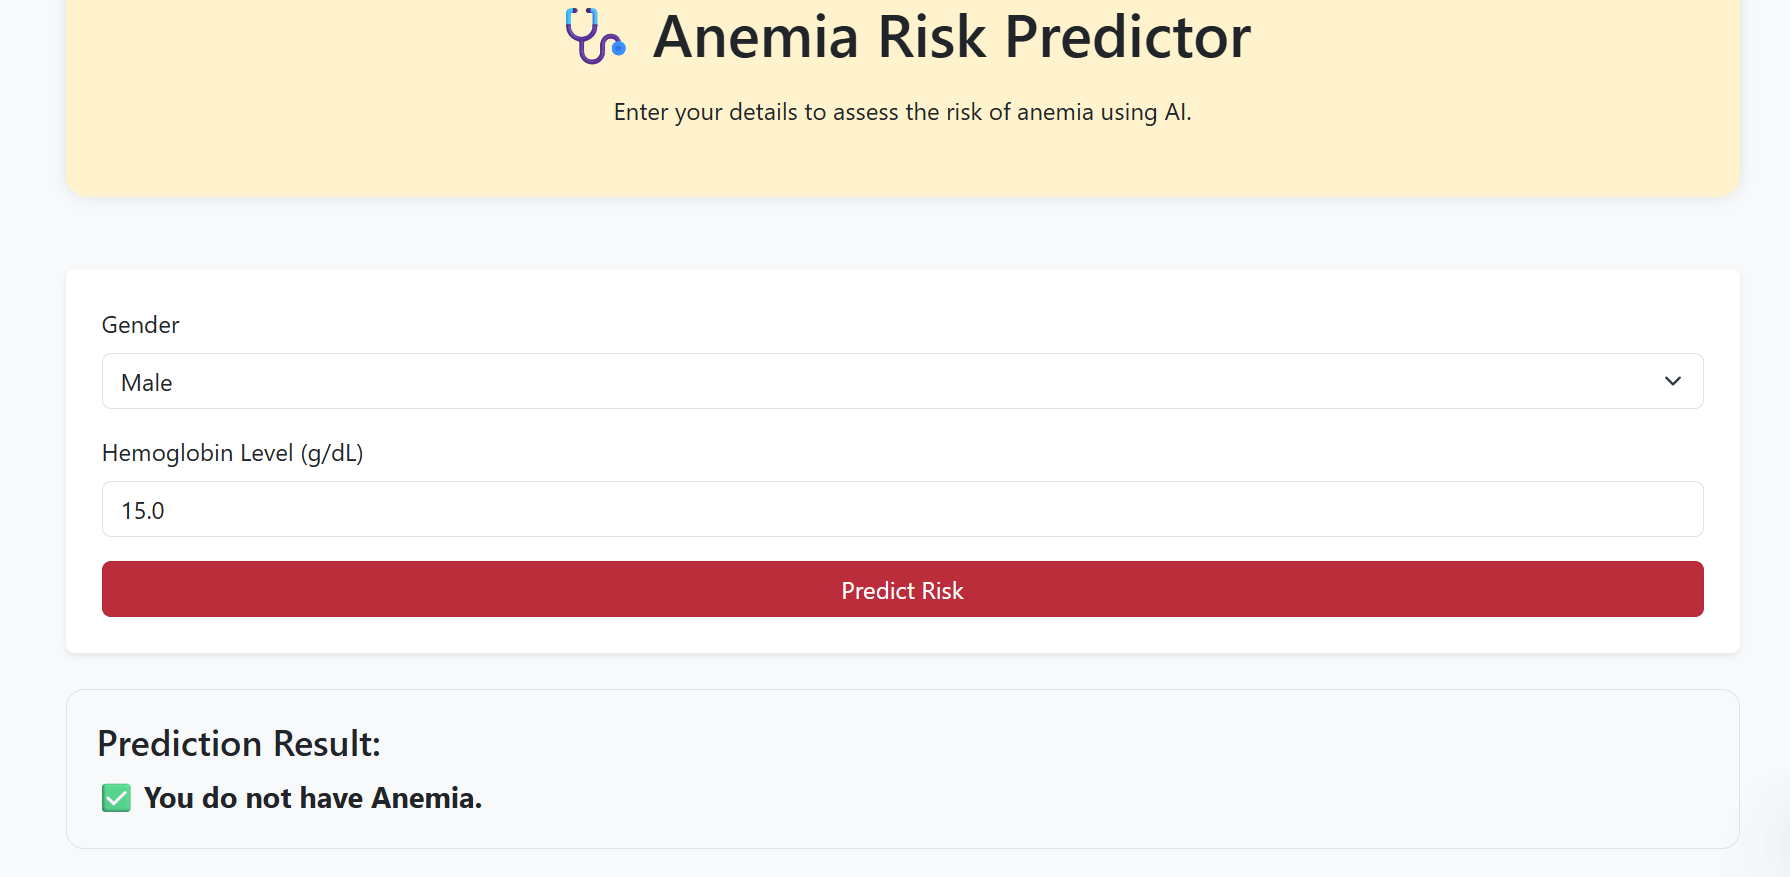 Anemia Risk Predictor
Enter your details to assess the risk of anemia using AI.
Gender
Male
Hemoglobin Level (g/dL)
15.0
Predict Risk
Prediction Result:
You do not have Anemia.